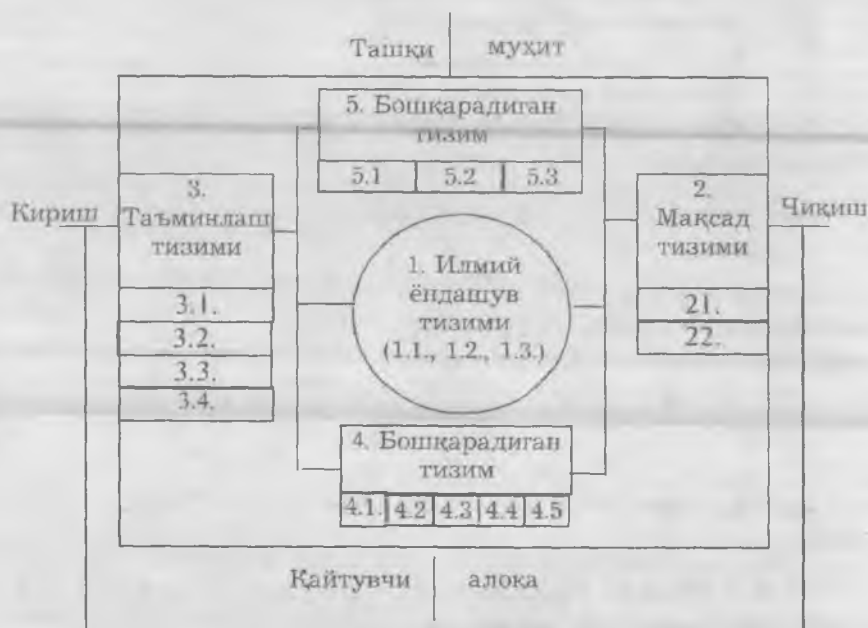 Ташқи муҳит
5. Бошқарадиган
тизим
5.1 5.2 5.3
Кириш
3.
Таъминлаш
тизими
3.1.
3.2.
3.3.
3.4.
1. Илмий
ёндашув
тизими
(1.1., 1.2., 1.3.)
2.
Мақсад
тизими
21.
22.
Чиқиш
4. Бошқарадиган
тизим
4.1. 4.2 4.3 4.4 4.5
Қайтувчи алоқа